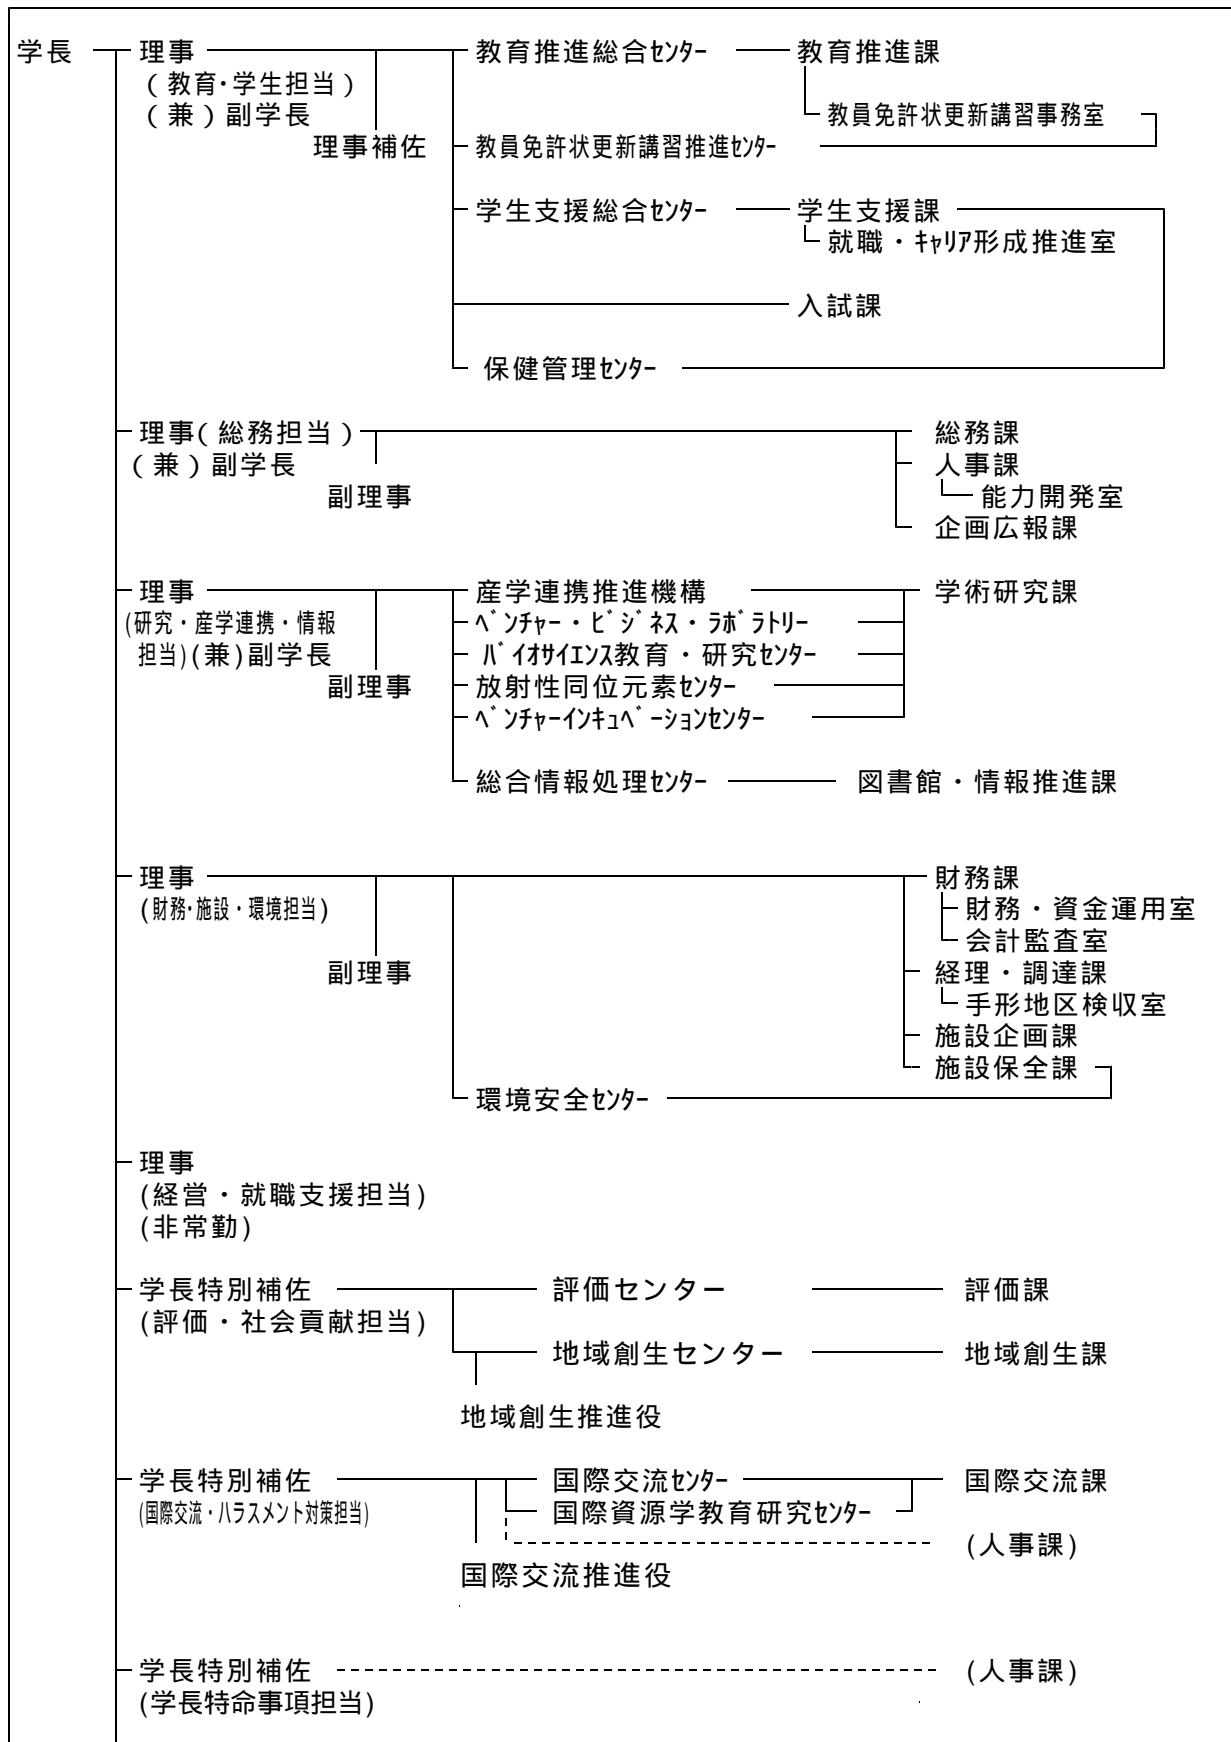 学長 理事 教育推進総合ｾﾝﾀｰ 教育推進課
(教育・学生担当)
(兼)副学長 教員免許状更新講習事務室
理事補佐 教員免許状更新講習推進ｾﾝﾀｰ
学生支援総合ｾﾝﾀｰ 学生支援課
就職・ｷｬﾘｱ形成推進室
入試課
保健管理ｾﾝﾀｰ
理事(総務担当) 総務課
(兼)副学長 人事課
副理事 能力開発室
企画広報課
理事 産学連携推進機構 学術研究課
(研究・産学連携・情報 ﾍﾞﾝﾁｬｰ・ﾋﾞｼﾞﾈｽ・ﾗﾎﾞﾗﾄﾘｰ
担当)(兼)副学長 ﾊﾞｲｵｻｲｴﾝｽ教育・研究ｾﾝﾀｰ
副理事 放射性同位元素ｾﾝﾀｰ
ﾍﾞﾝﾁｬｰｲﾝｷｭﾍﾞｰｼｮﾝｾﾝﾀｰ
総合情報処理ｾﾝﾀｰ 図書館・情報推進課
理事 財務課
(財務・施設・環境担当) 財務・資金運用室
会計監査室
副理事 経理・調達課
手形地区検収室
施設企画課
施設保全課
環境安全ｾﾝﾀｰ
理事
(経営・就職支援担当)
(非常勤)
学長特別補佐 評価センター 評価課
(評価・社会貢献担当)
地域創生センター 地域創生課
地域創生推進役
学長特別補佐 国際交流ｾﾝﾀｰ 国際交流課
(国際交流・ハラスメント対策担当) 国際資源学教育研究ｾﾝﾀｰ
(人事課)
国際交流推進役
学長特別補佐 (人事課)
(学長特命事項担当)